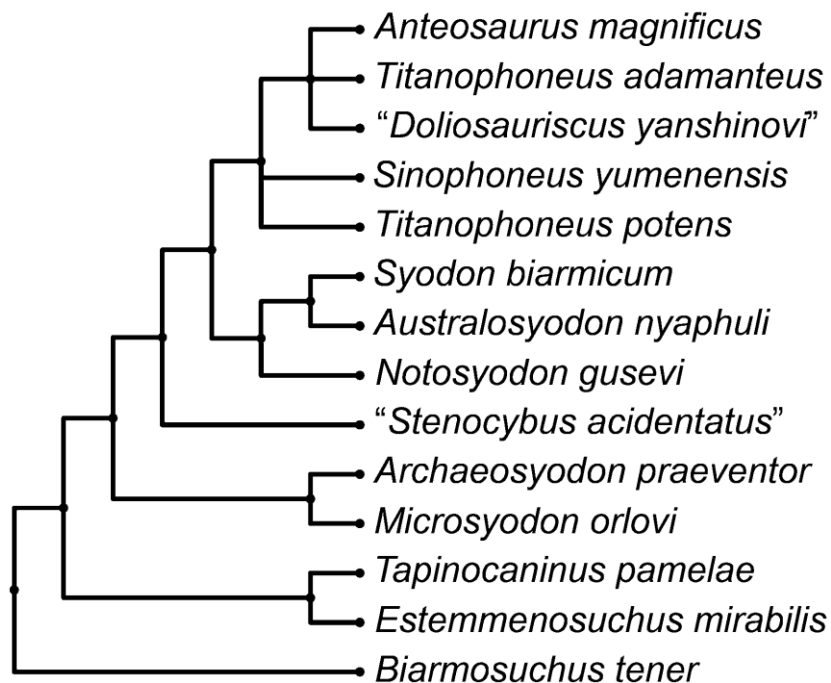 Anteosaurus magnificus
Titanophoneus adamanteus
“Doliosauriscus yanshinovi”
Sinophoneus yumenensis
Titanophoneus potens
Syodon biarmicum
Australosyodon nyaphuli
Notosyodon gusevi
“Stenocybus acidentatus”
Archaeosyodon praeventor
Microsyodon orlovi
Tapinocaninus pamelae
Estemmenosuchus mirabilis
Biarmosuchus tener